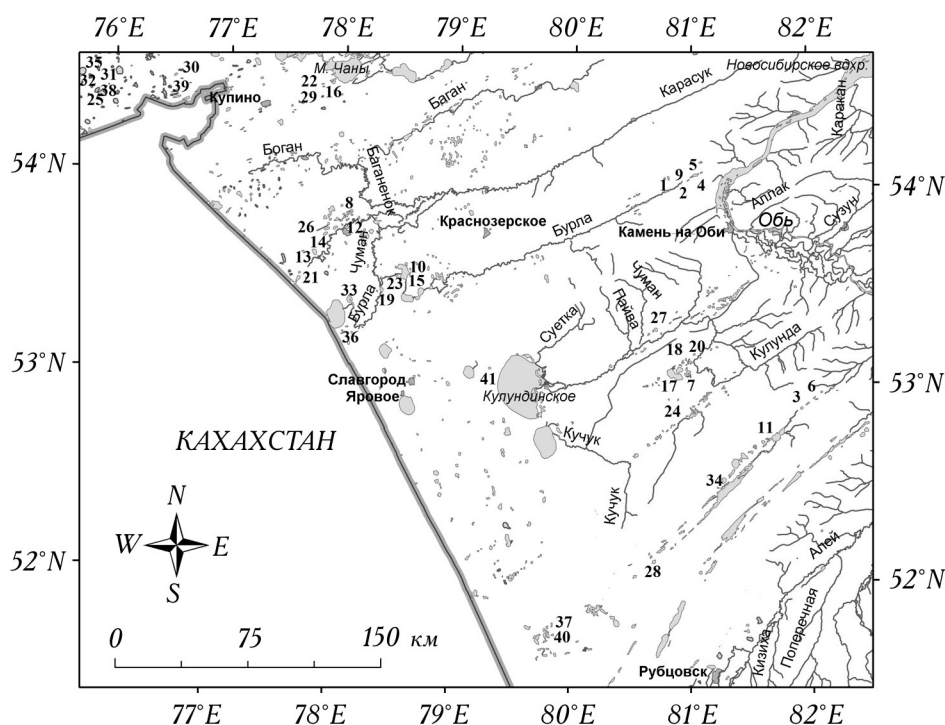 76˚E 77˚E 78˚E 79˚E 80˚E 81˚E 82˚E
35
32 31
38
25
30
39
Купино
М. Чаны
22
29 16
Новосибирское вдхр.
Карасук
Баган
Каракан
54˚N
Боган
Баганенок
5
9
1 2 4
54˚N
Аллак
Сузун
8
26
12
14
13
21
Чуман
Краснозерское
Бурла
Камень на Оби
Обь
10
23 15
19
33
Бурла
36
Чуман
Пайва
Суетка
27
18 20
Кулунда
53˚N
41
Славгород
Яровое
Кулундинское
17 7
24
6
3
53˚N
11
КАХАХСТАН
Кучук
Кучук
34
N
W E
S
52˚N
28
Алей
52˚N
0 75 150 км
37
40
Рубцовск
Кизиха
Поперечная
77˚E 78˚E 79˚E 80˚E 81˚E 82˚E